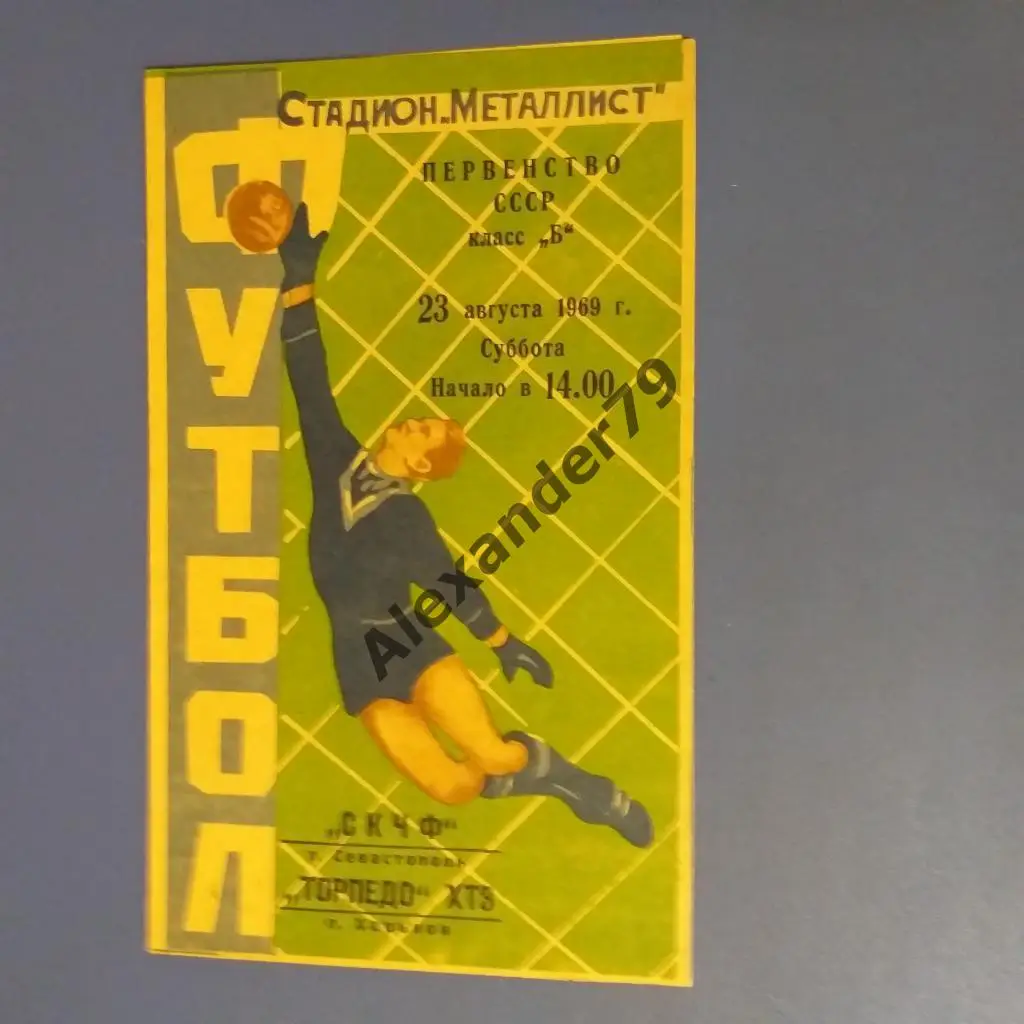 ФУТБОЛ
Стадион „Металлист"
ПЕРВЕНСТВО
СССР
класс „Б"
23 августа 1969 г.
Суббота
Начало в 14.00
„СКЧФ"
г. Севастополь
„ТОРПЕДО" ХТЗ
г. Харьков
Alexander79